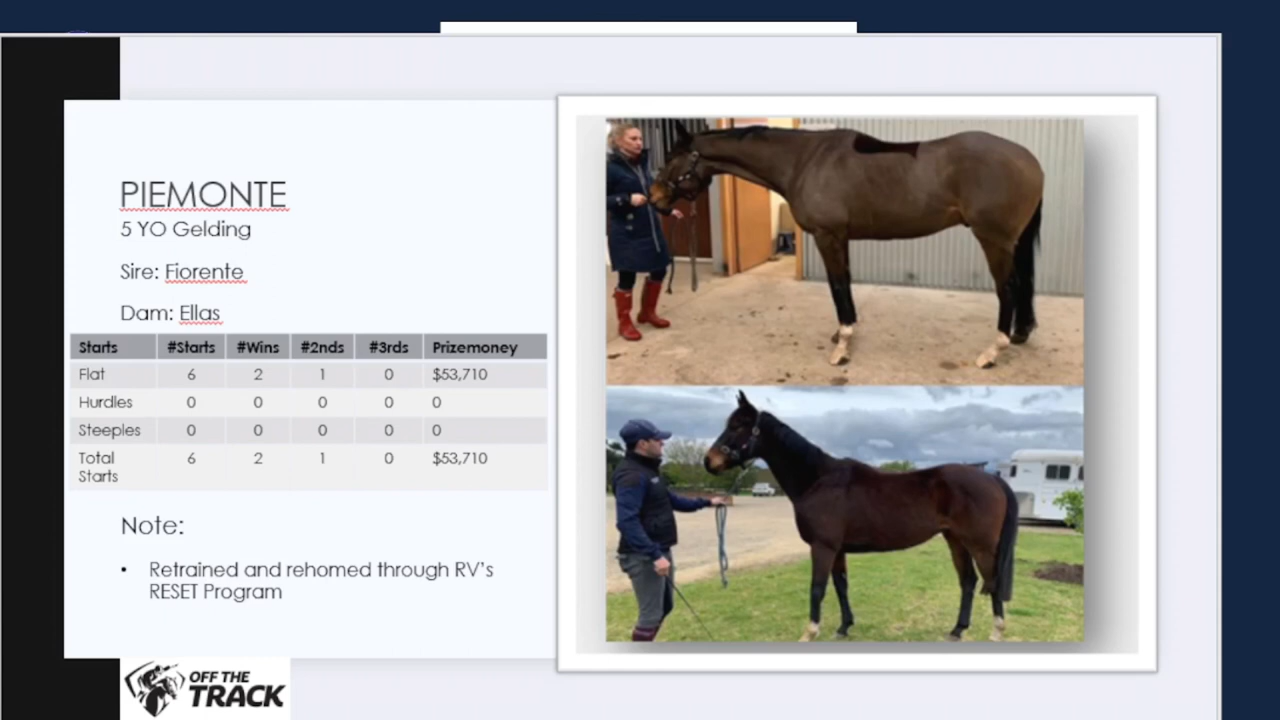 PIEMONTE
5 YO Gelding
Sire: Fiorente
Dam: Ellas
Starts #Starts #Wins #2nds #3rds Prizemoney
Flat 6 2 1 0 $53,710
Hurdles 0 0 0 0 0
Steeples 0 0 0 0 0
Total 6 2 1 0 $53,710
Starts
Note:
• Retrained and rehomed through RV's
RESET Program
OFF THE
TRACK